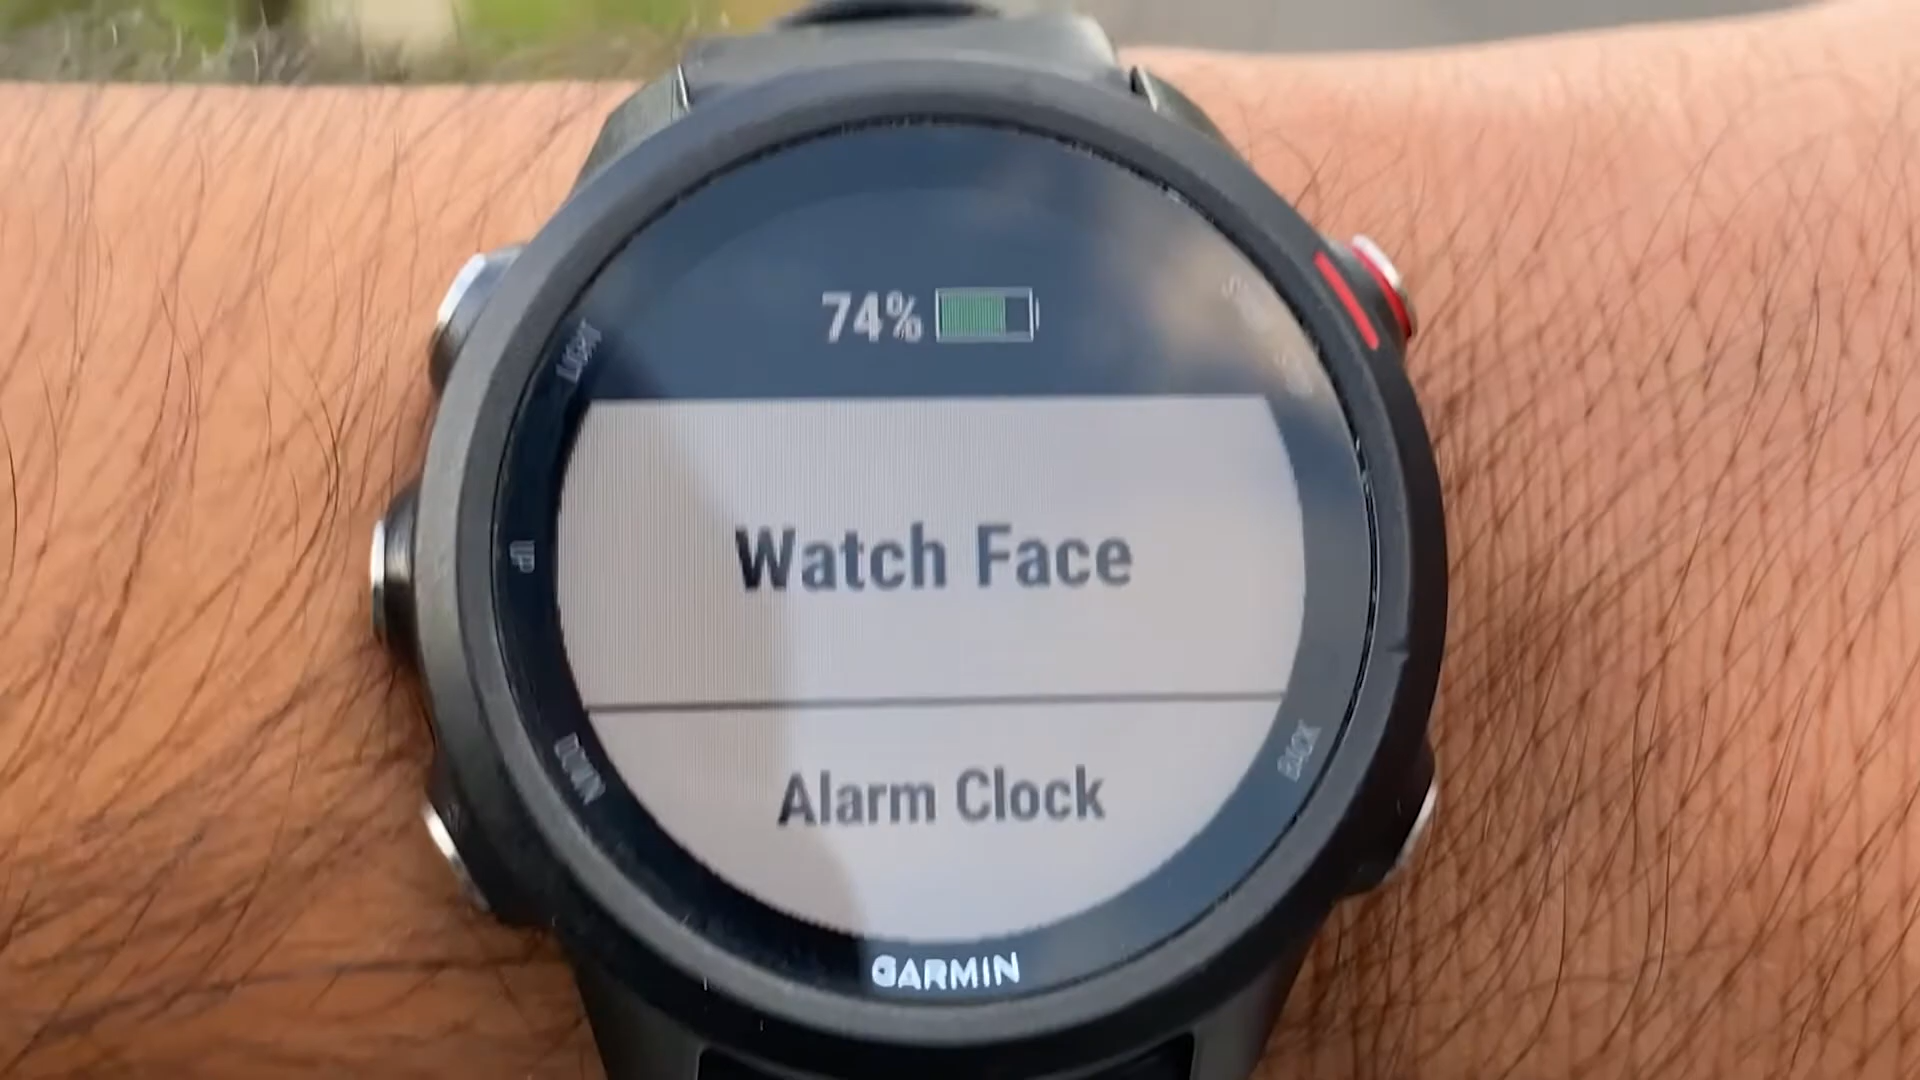 74%
LIGHT
UP
Watch Face
DOWN
Alarm Clock
BACK
GARMIN